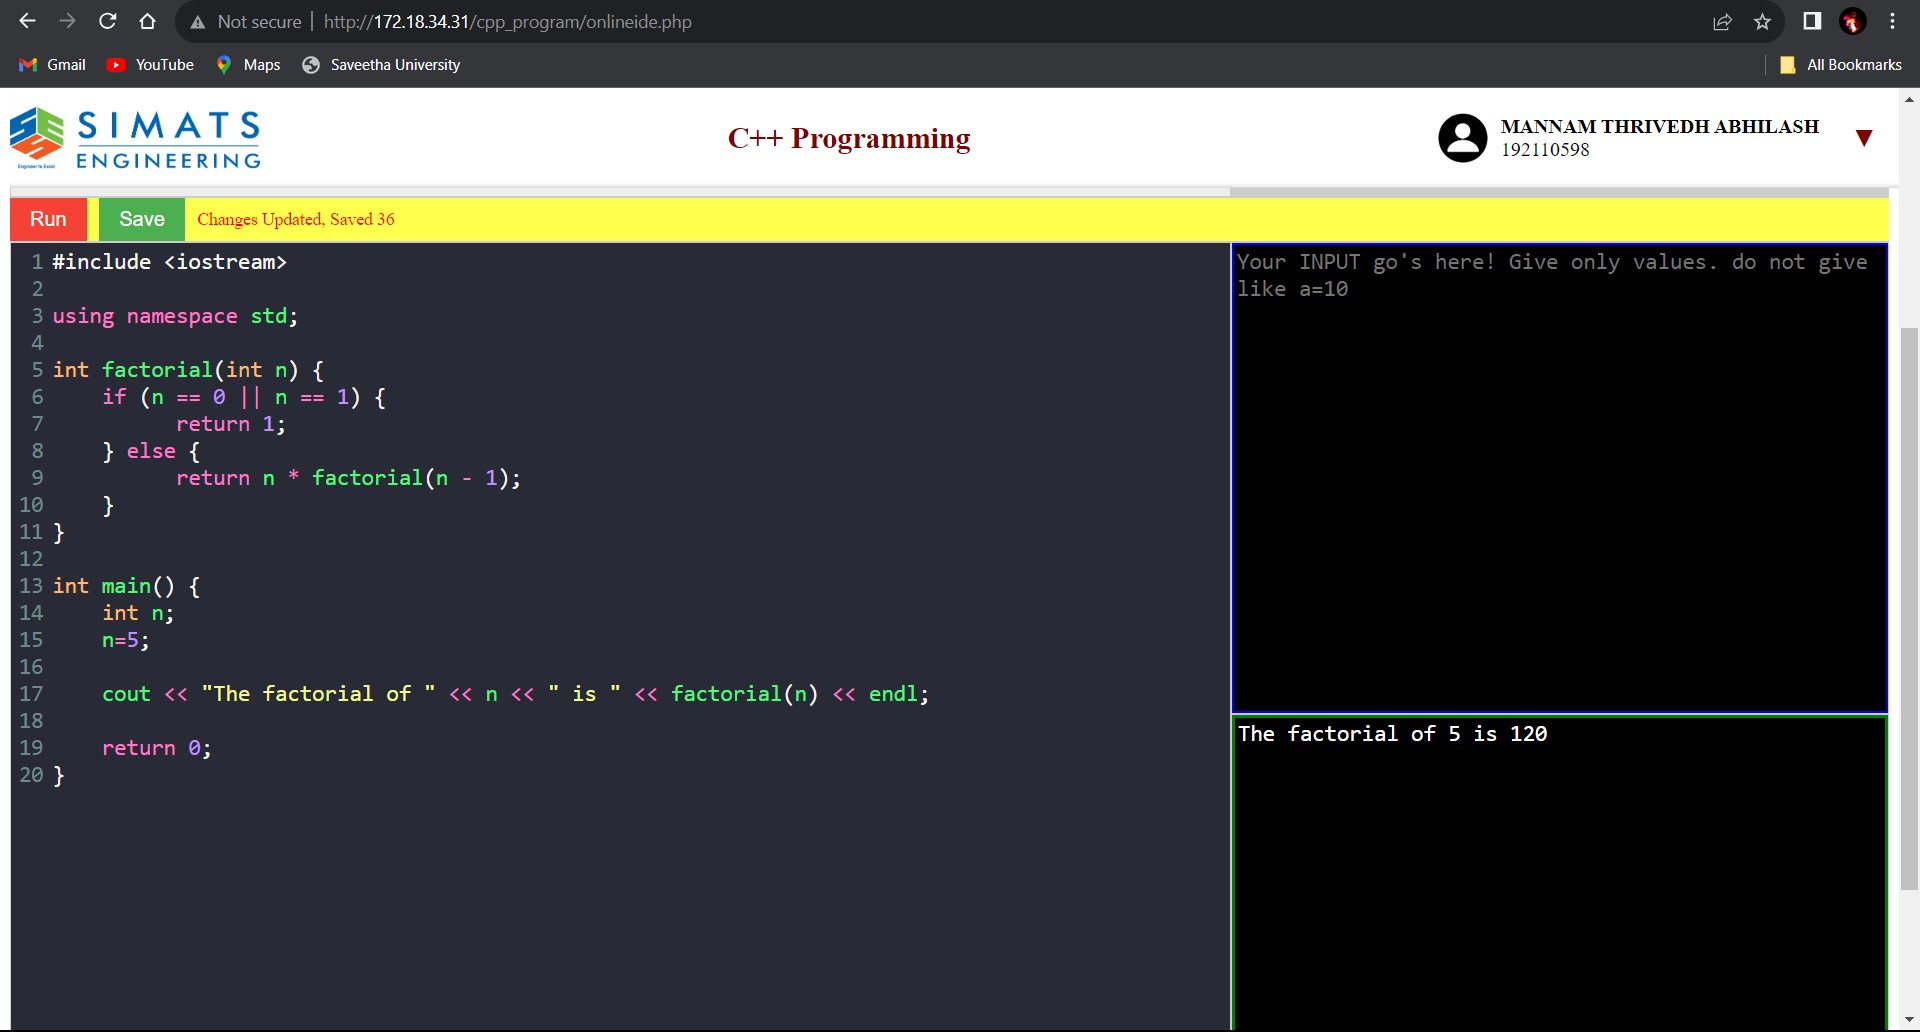 Not secure | http://172.18.34.31/cpp_program/onlineide.php
Gmail YouTube Maps Saveetha University All Bookmarks
SIMATS
ENGINEERING
Engineer to Excel
C++ Programming
MANNAM THRIVEDH ABHILASH
192110598
Run Save Changes Updated, Saved 36
1 #include <iostream>
2
3 using namespace std;
4
5 int factorial(int n) {
6     if (n == 0 || n == 1) {
7           return 1;
8     } else {
9           return n * factorial(n - 1);
10     }
11 }
12
13 int main() {
14     int n;
15     n=5;
16
17     cout << "The factorial of " << n << " is " << factorial(n) << endl;
18
19     return 0;
20 }
Your INPUT go's here! Give only values. do not give
like a=10
The factorial of 5 is 120